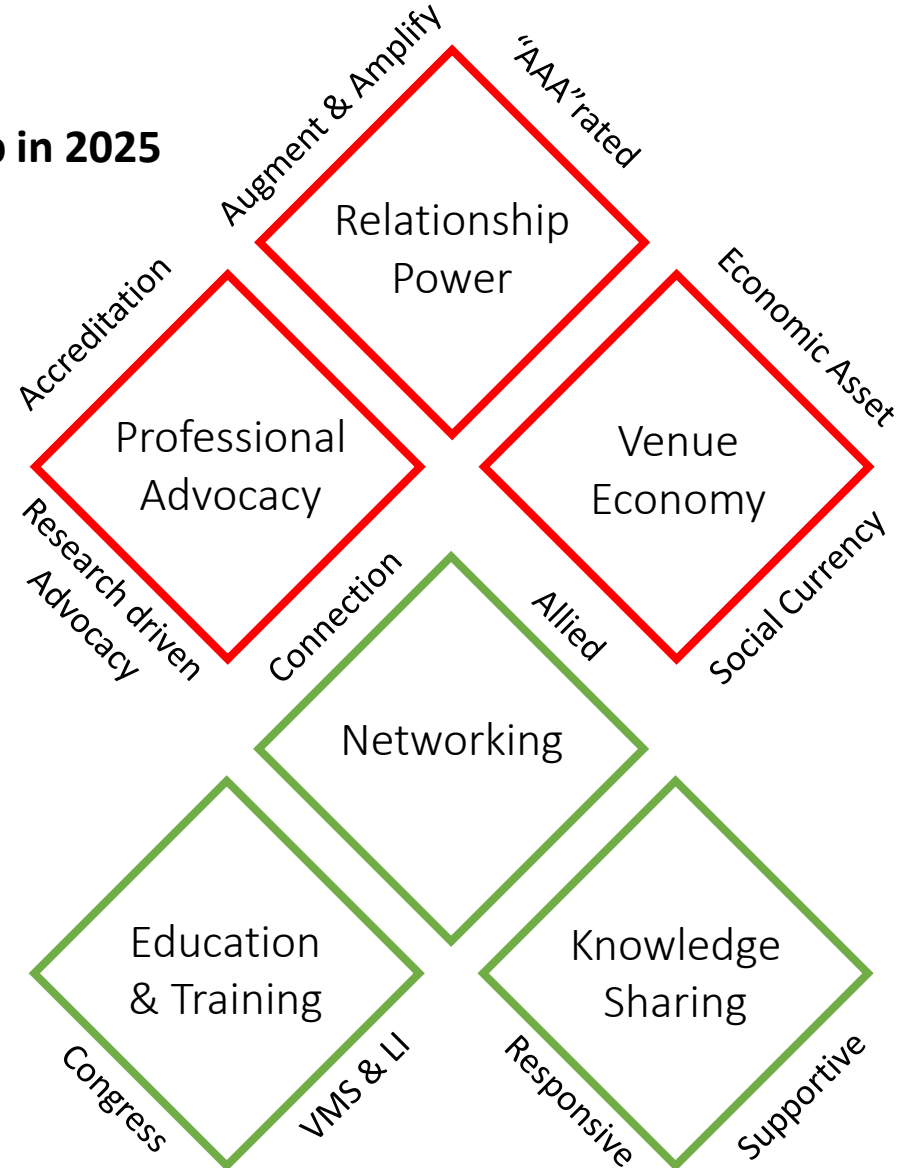 in 2025
Augment & Amplify
“AAA”rated
Relationship
Power
Accreditation
Economic Asset
Professional
Advocacy
Venue
Economy
Research driven
Advocacy
Social Currency
Connection
Allied
Networking
Education
& Training
Knowledge
Sharing
Congress
VMS & LI
Responsive
Supportive